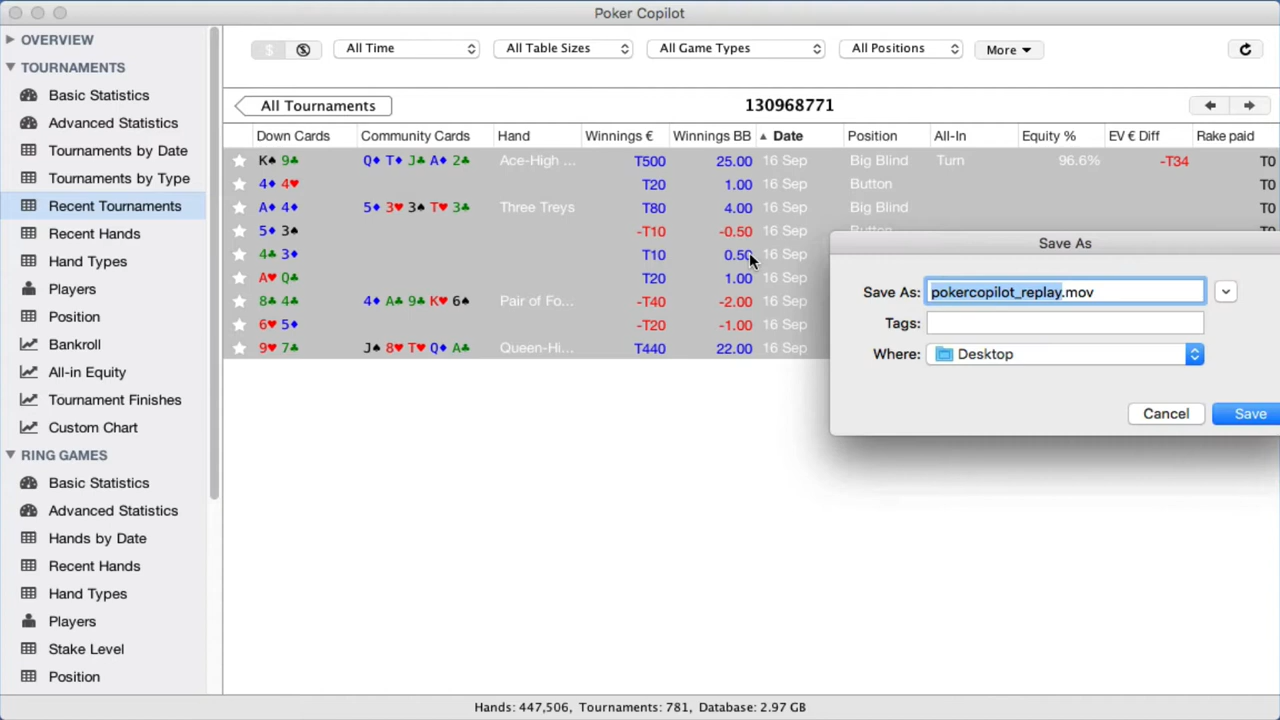 Poker Copilot
OVERVIEW
TOURNAMENTS
Basic Statistics
Advanced Statistics
Tournaments by Date
Tournaments by Type
Recent Tournaments
Recent Hands
Hand Types
Players
Position
Bankroll
All-in Equity
Tournament Finishes
Custom Chart
RING GAMES
Basic Statistics
Advanced Statistics
Hands by Date
Recent Hands
Hand Types
Players
Stake Level
Position
$ All Time All Table Sizes All Game Types All Positions More
All Tournaments 130968771
Down Cards Community Cards Hand Winnings € Winnings BB Date Position All-In Equity % EV € Diff Rake paid
K♠ 9♣ Q♦ T♦ J♣ A♦ 2♣ Ace-High ... T500 25.00 16 Sep Big Blind Turn 96.6% -T34 T0
4♦ 4♥ T20 1.00 16 Sep Button T0
A♦ 4♦ 5♦ 3♥ 3♠ T♥ 3♣ Three Treys T80 4.00 16 Sep Big Blind T0
5♦ 3♠ -T10 -0.50 16 Sep Button T0
4♣ 3♦ T10 0.50 16 Sep
A♥ Q♣ T20 1.00 16 Sep
8♣ 4♣ 4♦ A♣ 9♣ K♥ 6♠ Pair of Fo... -T40 -2.00 16 Sep
6♥ 5♦ -T20 -1.00 16 Sep
9♥ 7♣ J♠ 8♥ T♥ Q♦ A♣ Queen-Hi... T440 22.00 16 Sep
Save As
Save As: pokercopilot_replay.mov
Tags:
Where: Desktop
Cancel Save
Hands: 447,506, Tournaments: 781, Database: 2.97 GB